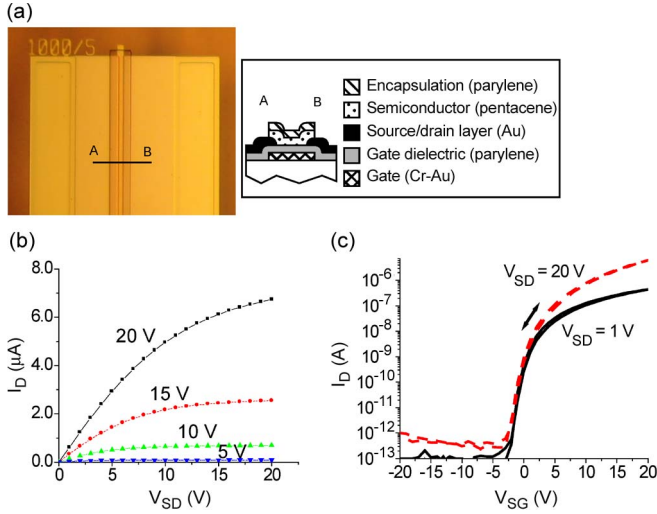 (a)
1000/5
A B
A B
Encapsulation (parylene)
Semiconductor (pentacene)
Source/drain layer (Au)
Gate dielectric (parylene)
Gate (Cr-Au)
(b)
8.0
6.0
4.0
2.0
0.0
I_D (μA)
20 V
15 V
10 V
5 V
0 5 10 15 20
V_SD (V)
(c)
10^-6
10^-7
10^-8
10^-9
10^-10
10^-11
10^-12
10^-13
I_D (A)
V_SD = 20 V
V_SD = 1 V
-20 -15 -10 -5 0 5 10 15 20
V_SG (V)